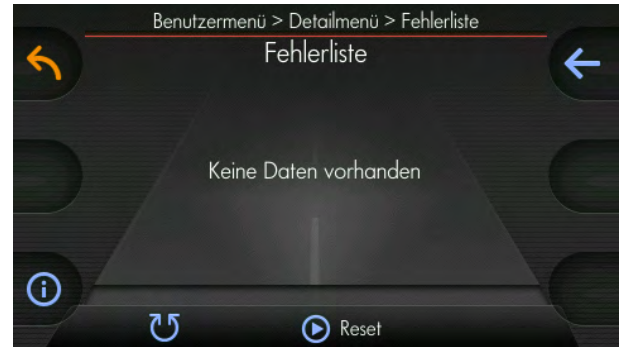 Benutzermenü > Detailmenü > Fehlerliste
Fehlerliste
Keine Daten vorhanden
Reset